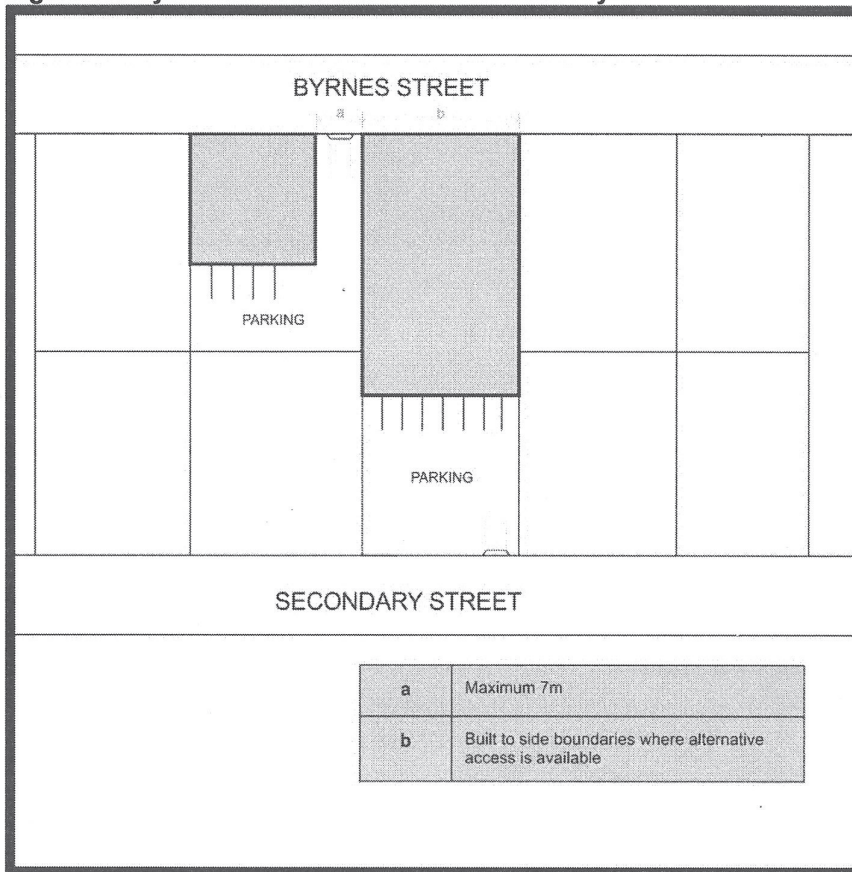 BYRNES STREET
a
b
PARKING
PARKING
SECONDARY STREET
a
Maximum 7m
b
Built to side boundaries where alternative
access is available